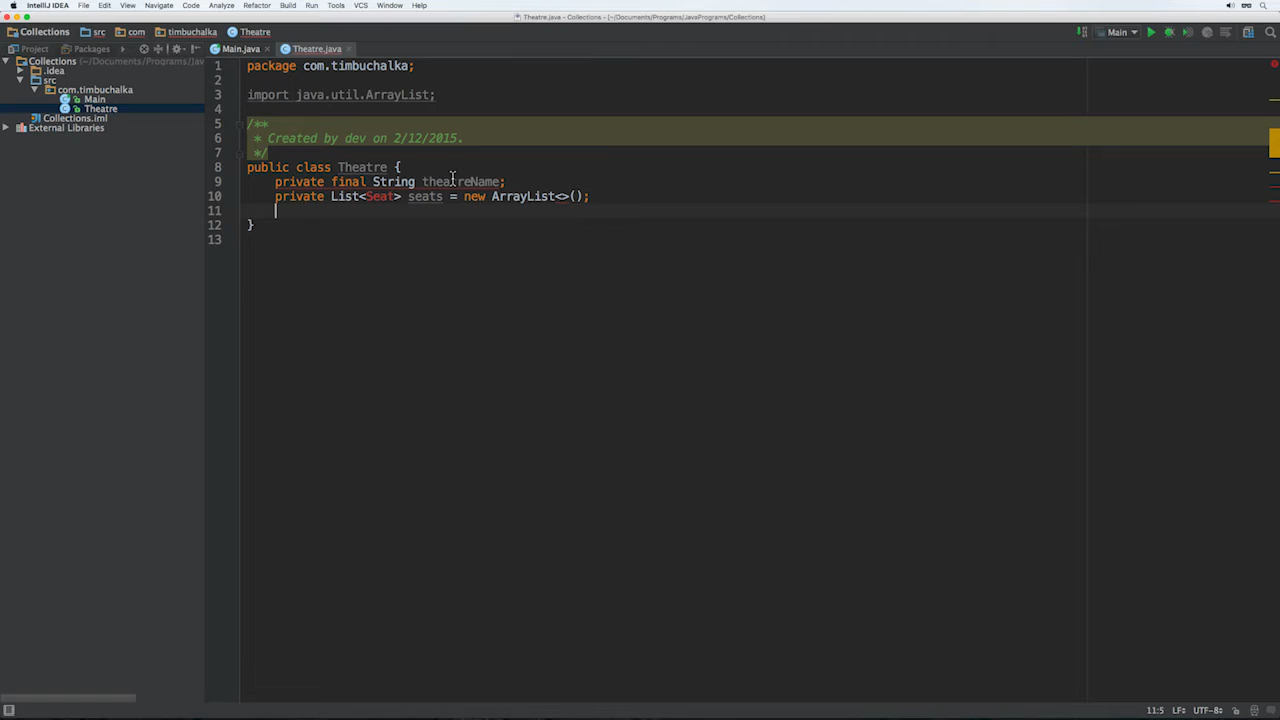 IntelliJ IDEA File Edit View Navigate Code Analyze Refactor Build Run Tools VCS Window Help
Theatre.java - Collections - [~/Documents/Programs/JavaPrograms/Collections]
Collections src com timbuchalka Theatre Main
Project Packages Main.java Theatre.java
Collections (~/Documents/Programs/Jav
.idea
src
com.timbuchalka
Main
Theatre
Collections.iml
External Libraries
1 package com.timbuchalka;
2
3 import java.util.ArrayList;
4
5 /**
6 * Created by dev on 2/12/2015.
7 */
8 public class Theatre {
9 private final String theatreName;
10 private List<Seat> seats = new ArrayList<>();
11
12 }
13
11:5 LF÷ UTF-8÷